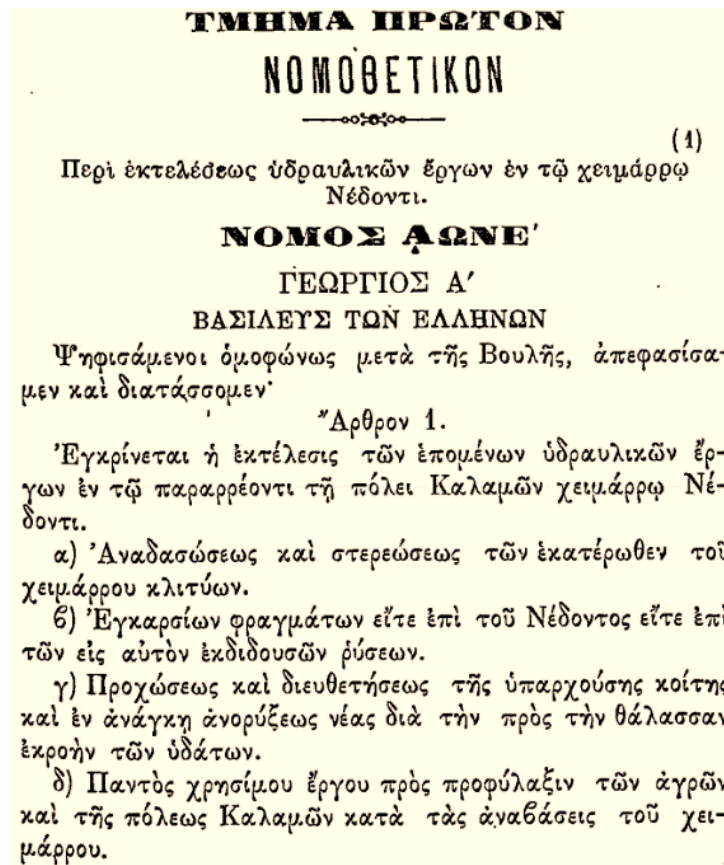 ΤΜΗΜΑ ΠΡΩΤΟΝ
ΝΟΜΟΘΕΤΙΚΟΝ
(1)
Περὶ ἐκτελέσεως ὑδραυλικῶν ἔργων ἐν τῷ χειμάρρῳ
Νέδοντι.
ΝΟΜΟΣ ͵ΑΩΝΕʹ
ΓΕΩΡΓΙΟΣ Αʹ
ΒΑΣΙΛΕΥΣ ΤΩΝ ΕΛΛΗΝΩΝ
Ψηφισάμενοι ὁμοφώνως μετὰ τῆς Βουλῆς, ἀπεφασίσα-
μεν καὶ διατάσσομεν·
Ἄρθρον 1.
Ἐγκρίνεται ἡ ἐκτέλεσις τῶν ἑπομένων ὑδραυλικῶν ἔρ-
γων ἐν τῷ παραρρέοντι τῇ πόλει Καλαμῶν χειμάρρῳ Νέ-
δοντι.
α) Ἀναδασώσεως καὶ στερεώσεως τῶν ἑκατέρωθεν τοῦ
χειμάρρου κλιτύων.
β) Ἐγκαρσίων φραγμάτων εἴτε ἐπὶ τοῦ Νέδοντος εἴτε ἐπὶ
τῶν εἰς αὐτὸν ἐκδιδουσῶν ῥύσεων.
γ) Προχώσεως καὶ διευθετήσεως τῆς ὑπαρχούσης κοίτης
καὶ ἐν ἀνάγκῃ ἀνορύξεως νέας διὰ τὴν πρὸς τὴν θάλασσαν
ἐκροὴν τῶν ὑδάτων.
δ) Παντὸς χρησίμου ἔργου πρὸς προφύλαξιν τῶν ἀγρῶν
καὶ τῆς πόλεως Καλαμῶν κατὰ τὰς ἀναβάσεις τοῦ χει-
μάρρου.